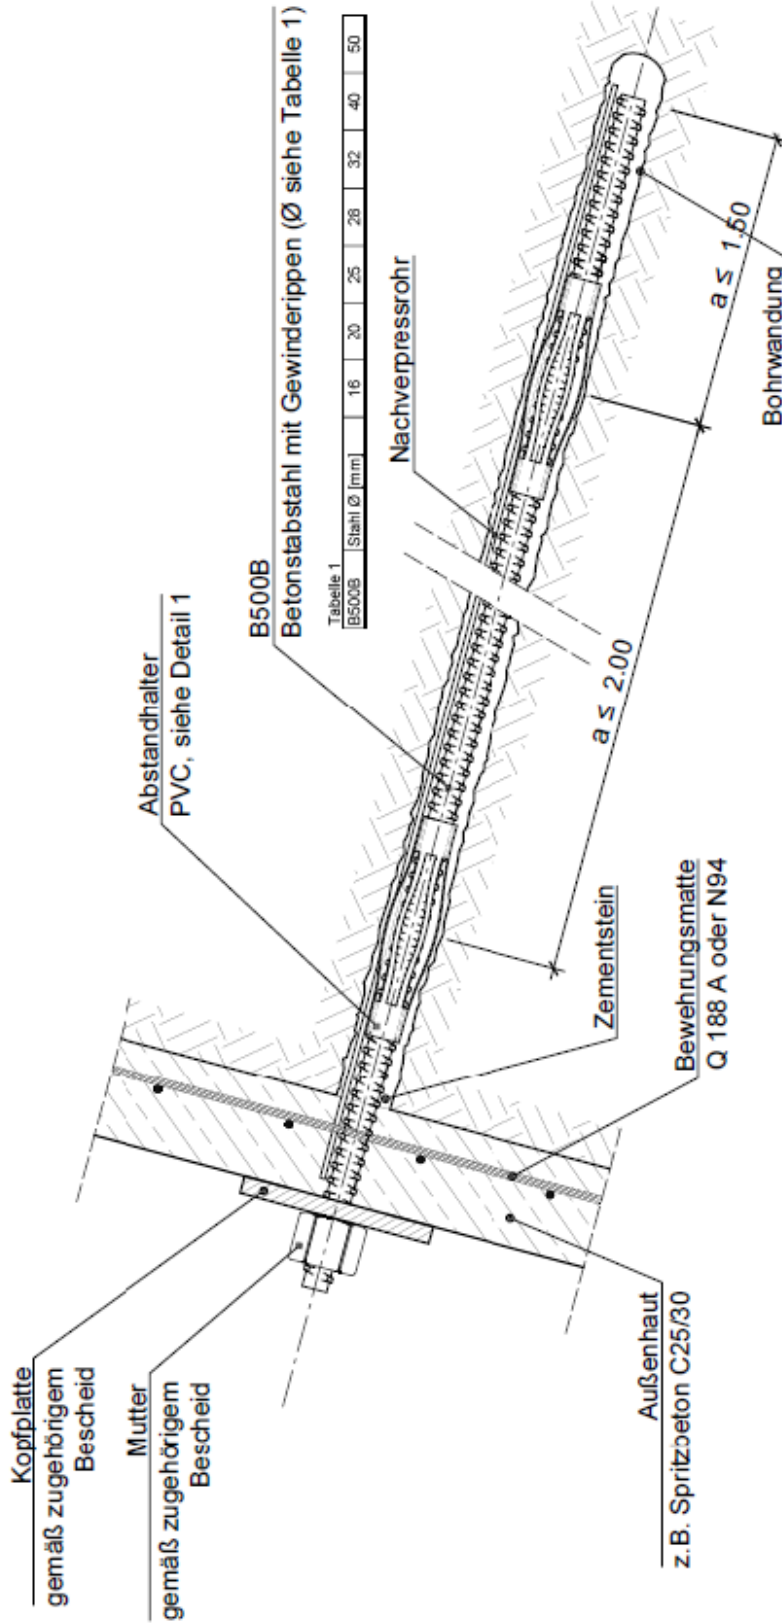 Kopfplatte
gemäß zugehörigem
Bescheid
Mutter
gemäß zugehörigem
Bescheid
Abstandhalter
PVC, siehe Detail 1
B500B
Betonstabstahl mit Gewinderippen (Ø siehe Tabelle 1)
Tabelle 1
B500B Stahl Ø [mm] 16 20 25 28 32 40 50
Nachverpressrohr
a ≤ 2.00
a ≤ 1.50
Bohrwandung
Zementstein
Bewehrungsmatte
Q 188 A oder N94
Außenhaut
z.B. Spritzbeton C25/30